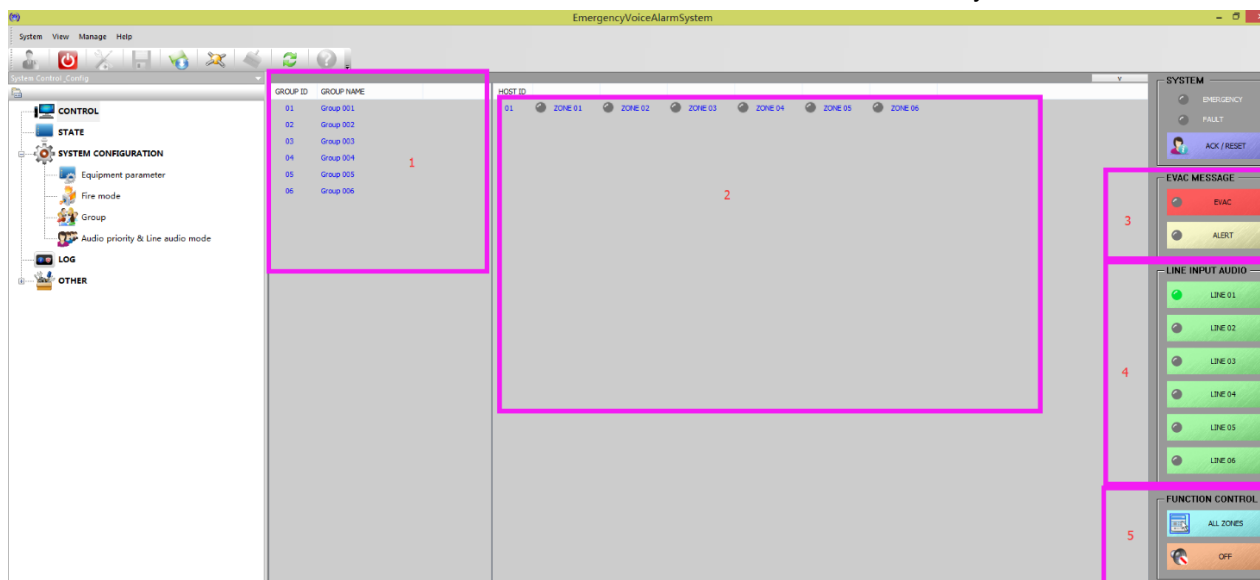 EmergencyVoiceAlarmSystem
System View Manage Help
System Control_Config
CONTROL
STATE
SYSTEM CONFIGURATION
Equipment parameter
Fire mode
Group
Audio priority & Line audio mode
LOG
OTHER
GROUP ID GROUP NAME
01 Group 001
02 Group 002
03 Group 003
04 Group 004
05 Group 005
06 Group 006
1
HOST ID
01 ZONE 01 ZONE 02 ZONE 03 ZONE 04 ZONE 05 ZONE 06
2
SYSTEM
EMERGENCY
FAULT
ACK / RESET
EVAC MESSAGE
EVAC
ALERT
3
LINE INPUT AUDIO
LINE 01
LINE 02
LINE 03
LINE 04
LINE 05
LINE 06
4
FUNCTION CONTROL
ALL ZONES
OFF
5